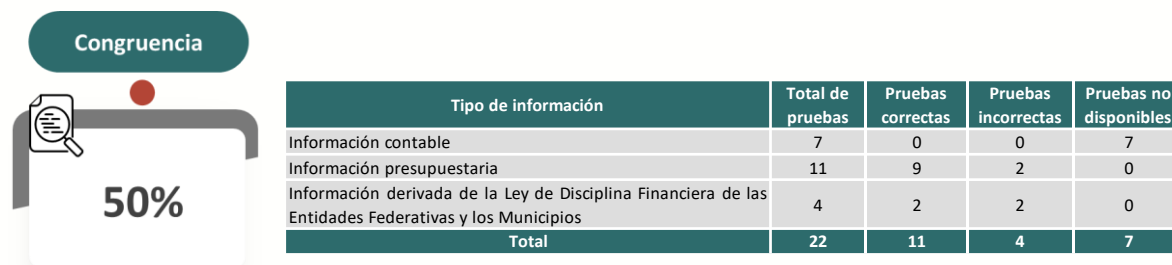 Congruencia
50%
Tipo de información
Total de pruebas
Pruebas correctas
Pruebas incorrectas
Pruebas no disponibles
Información contable 7 0 0 7
Información presupuestaria 11 9 2 0
Información derivada de la Ley de Disciplina Financiera de las
Entidades Federativas y los Municipios 4 2 2 0
Total 22 11 4 7